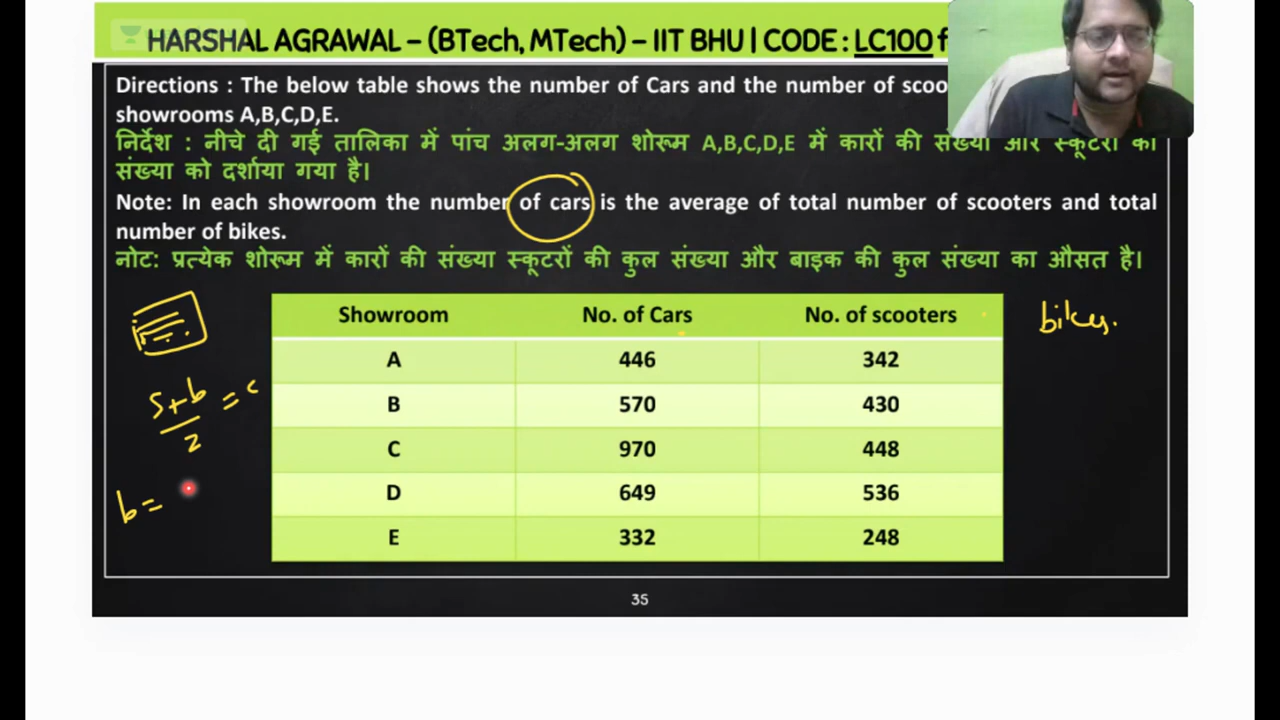 HARSHAL AGRAWAL – (BTech, MTech) – IIT BHU | CODE : LC100 f
Directions : The below table shows the number of Cars and the number of
showrooms A,B,C,D,E.
निर्देश : नीचे दी गई तालिका में पांच अलग-अलग शोरूम A,B,C,D,E में कारों की संख्या और स्कूटरों की
संख्या को दर्शाया गया है।
Note: In each showroom the number of cars is the average of total number of scooters and total
number of bikes.
नोट: प्रत्येक शोरूम में कारों की संख्या स्कूटरों की कुल संख्या और बाइक की कुल संख्या का औसत है।
Showroom No. of Cars No. of scooters bikes.
A 446 342
B 570 430
C 970 448
D 649 536
E 332 248
s+b/2 = c
b=
35